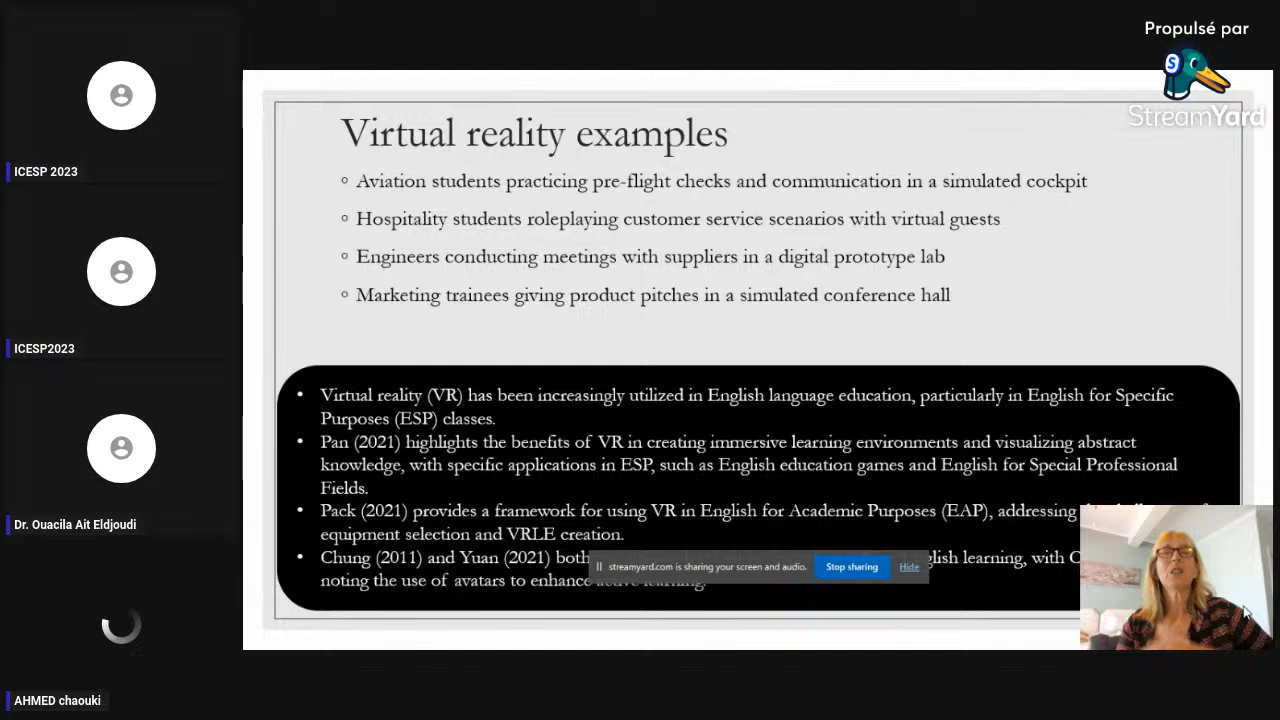 Propulsé par
StreamYard
ICESP 2023
ICESP2023
Dr. Ouacila Ait Eldjoudi
AHMED chaouki
Virtual reality examples
◦ Aviation students practicing pre-flight checks and communication in a simulated cockpit
◦ Hospitality students roleplaying customer service scenarios with virtual guests
◦ Engineers conducting meetings with suppliers in a digital prototype lab
◦ Marketing trainees giving product pitches in a simulated conference hall
• Virtual reality (VR) has been increasingly utilized in English language education, particularly in English for Specific
Purposes (ESP) classes.
• Pan (2021) highlights the benefits of VR in creating immersive learning environments and visualizing abstract
knowledge, with specific applications in ESP, such as English education games and English for Special Professional
Fields.
• Pack (2021) provides a framework for using VR in English for Academic Purposes (EAP), addressing
equipment selection and VRLE creation.
• Chung (2011) and Yuan (2021) both English learning, with
noting the use of avatars to enhance active learning.
streamyard.com is sharing your screen and audio.
Stop sharing
Hide